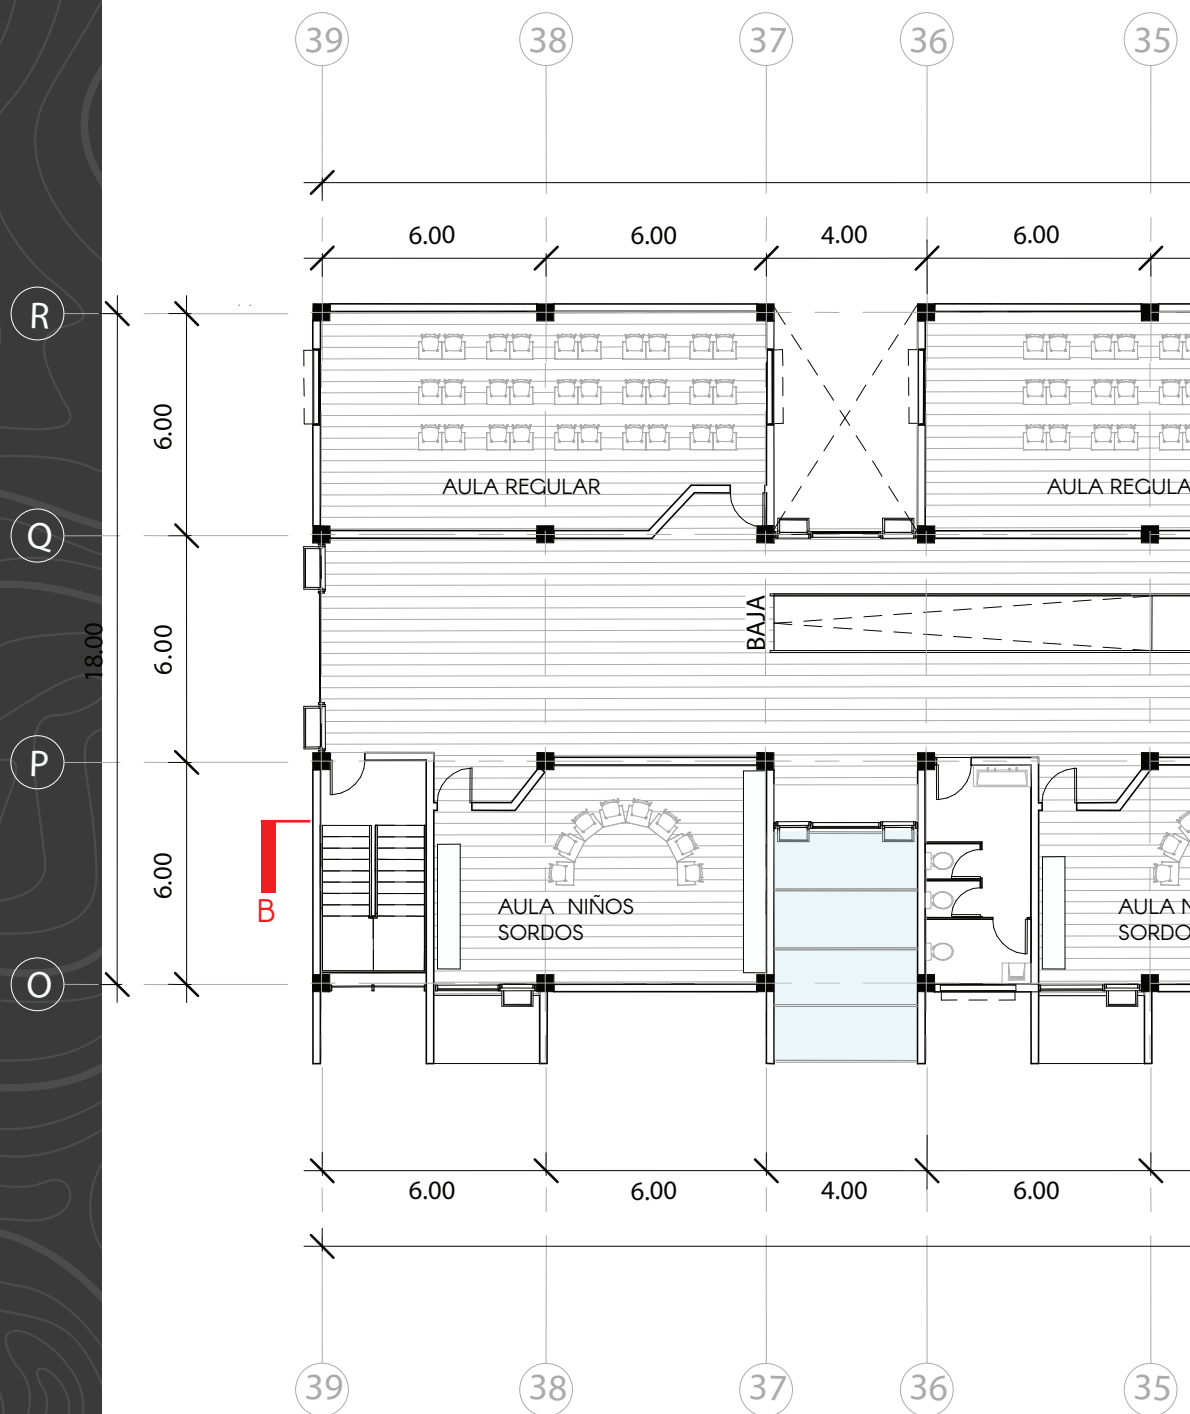 39 38 37 36 35
6.00 6.00 4.00 6.00
R
6.00
AULA REGULAR AULA REGULA
Q
BAJA
18.00 6.00
P
6.00
B
AULA NIÑOS AULA N
SORDOS SORDO
O
6.00 6.00 4.00 6.00
39 38 37 36 35